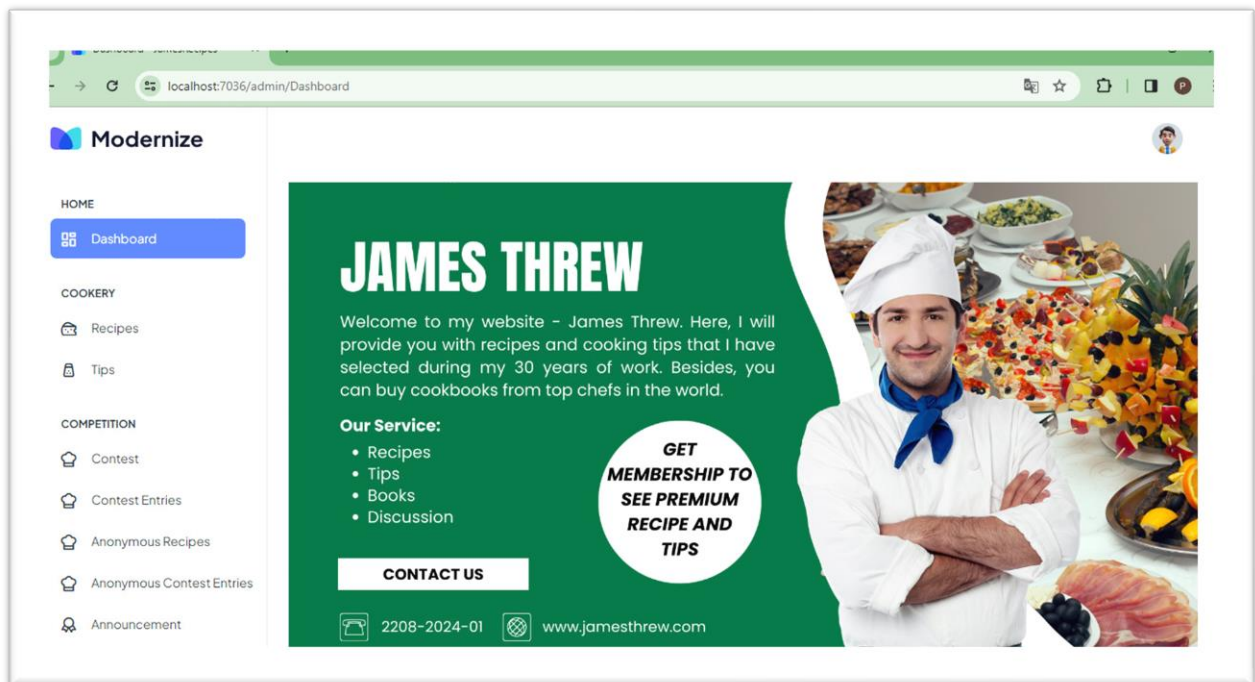 localhost:7036/admin/Dashboard
P
Modernize
HOME
Dashboard
COOKERY
Recipes
Tips
COMPETITION
Contest
Contest Entries
Anonymous Recipes
Anonymous Contest Entries
Announcement
JAMES THREW
Welcome to my website - James Threw. Here, I will
provide you with recipes and cooking tips that I have
selected during my 30 years of work. Besides, you
can buy cookbooks from top chefs in the world.
Our Service:
• Recipes
• Tips
• Books
• Discussion
GET
MEMBERSHIP TO
SEE PREMIUM
RECIPE AND
TIPS
CONTACT US
2208-2024-01
www.jamesthrew.com